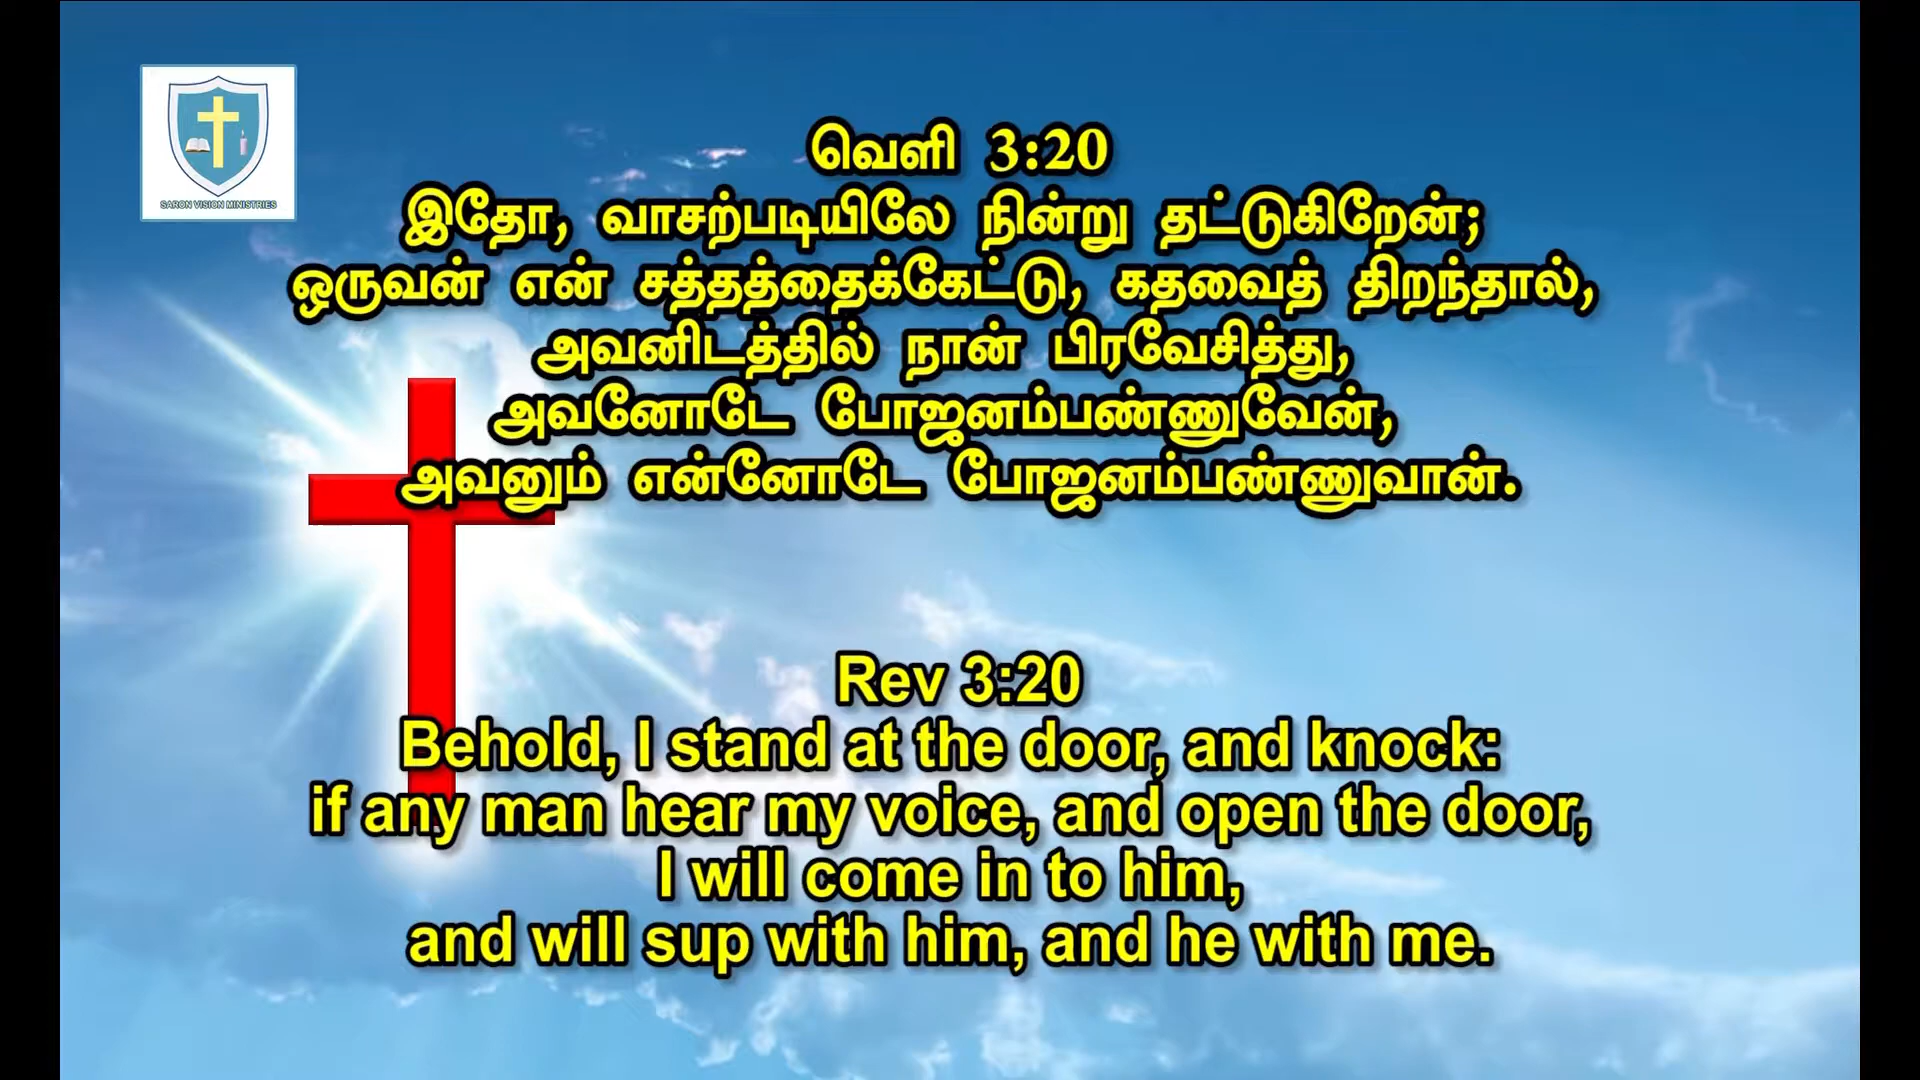 SARON VISION MINISTRIES
வெளி 3:20
இதோ, வாசற்படியிலே நின்று தட்டுகிறேன்;
ஒருவன் என் சத்தத்தைக்கேட்டு, கதவைத் திறந்தால்,
அவனிடத்தில் நான் பிரவேசித்து,
அவனோடே போஜனம்பண்ணுவேன்,
அவனும் என்னோடே போஜனம்பண்ணுவான்.
Rev 3:20
Behold, I stand at the door, and knock:
if any man hear my voice, and open the door,
I will come in to him,
and will sup with him, and he with me.